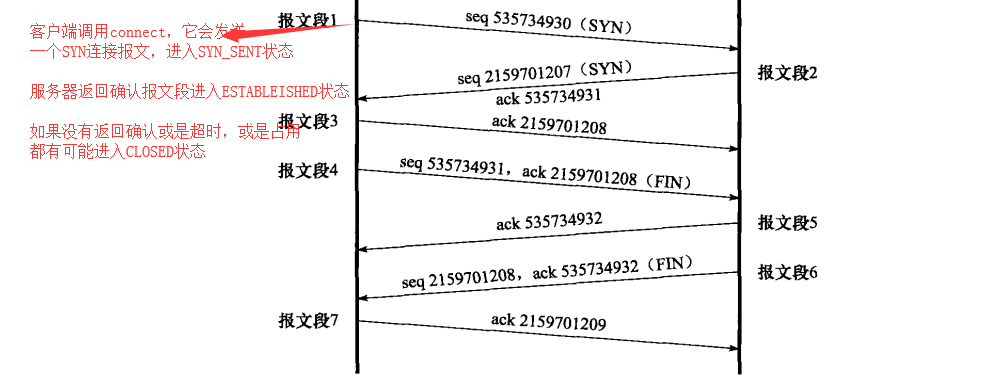 客户端调用connect，它会发送
一个SYN连接报文，进入SYN_SENT状态
服务器返回确认报文段进入ESTABLEISHED状态
如果没有返回确认或是超时，或是占用
都有可能进入CLOSED状态
报文段1
seq 535734930（SYN）
seq 2159701207（SYN）
报文段2
ack 535734931
报文段3
ack 2159701208
报文段4
seq 535734931，ack 2159701208（FIN）
ack 535734932
报文段5
seq 2159701208，ack 535734932（FIN）
报文段6
报文段7
ack 2159701209